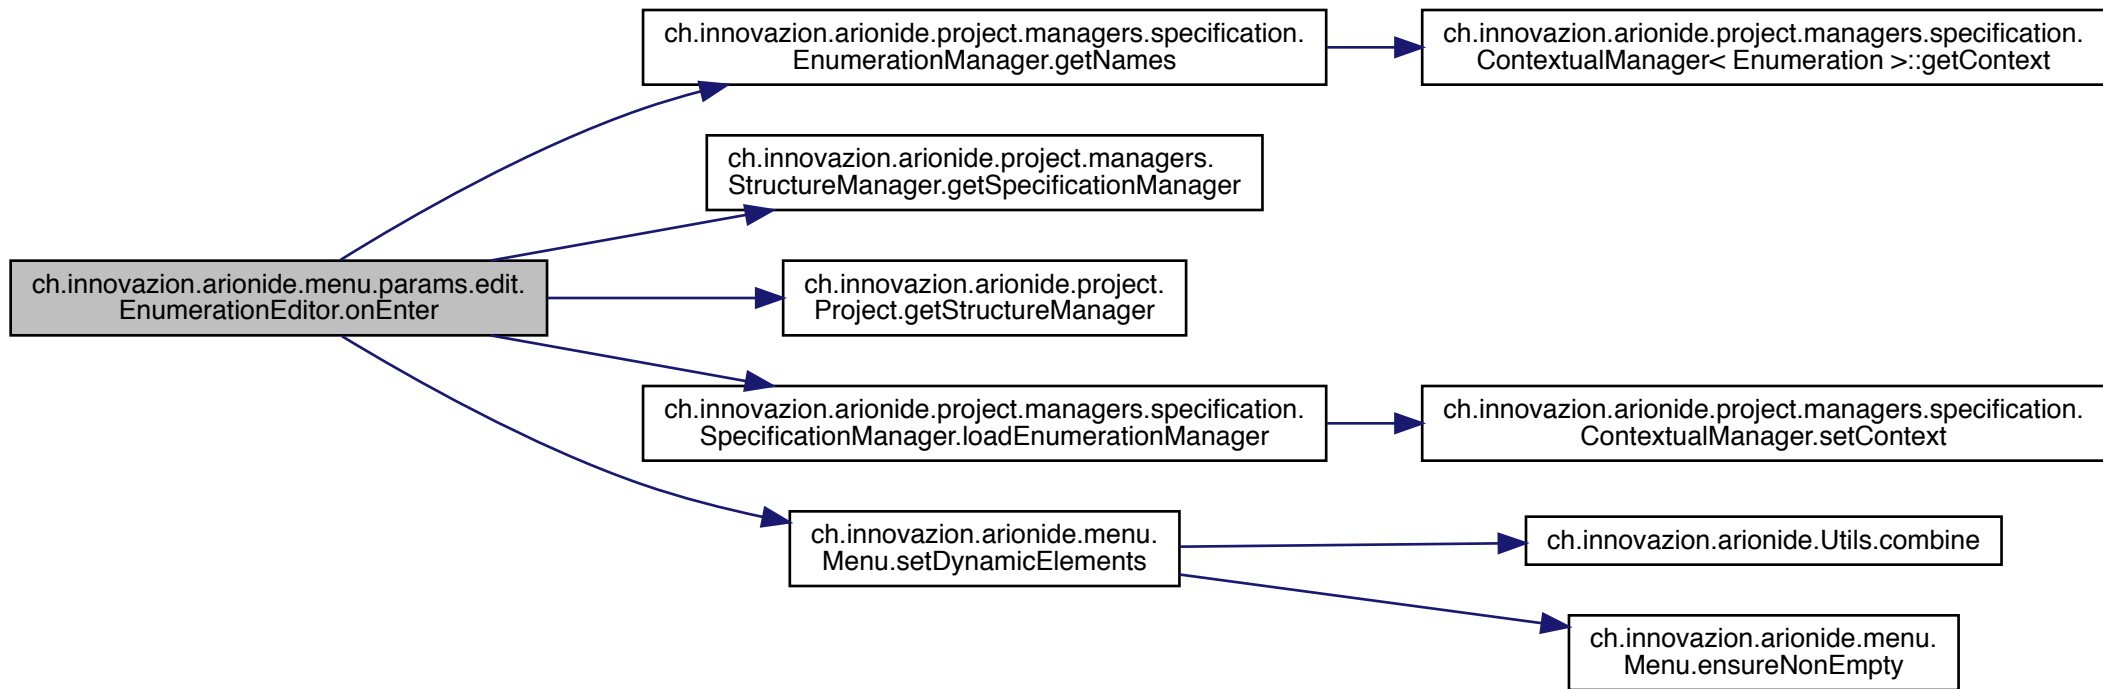 ch.innovazion.arionide.menu.params.edit.
EnumerationEditor.onEnter
ch.innovazion.arionide.project.managers.specification.
EnumerationManager.getNames
ch.innovazion.arionide.project.managers.specification.
ContextualManager< Enumeration >::getContext
ch.innovazion.arionide.project.managers.
StructureManager.getSpecificationManager
ch.innovazion.arionide.project.
Project.getStructureManager
ch.innovazion.arionide.project.managers.specification.
SpecificationManager.loadEnumerationManager
ch.innovazion.arionide.project.managers.specification.
ContextualManager.setContext
ch.innovazion.arionide.menu.
Menu.setDynamicElements
ch.innovazion.arionide.Utils.combine
ch.innovazion.arionide.menu.
Menu.ensureNonEmpty